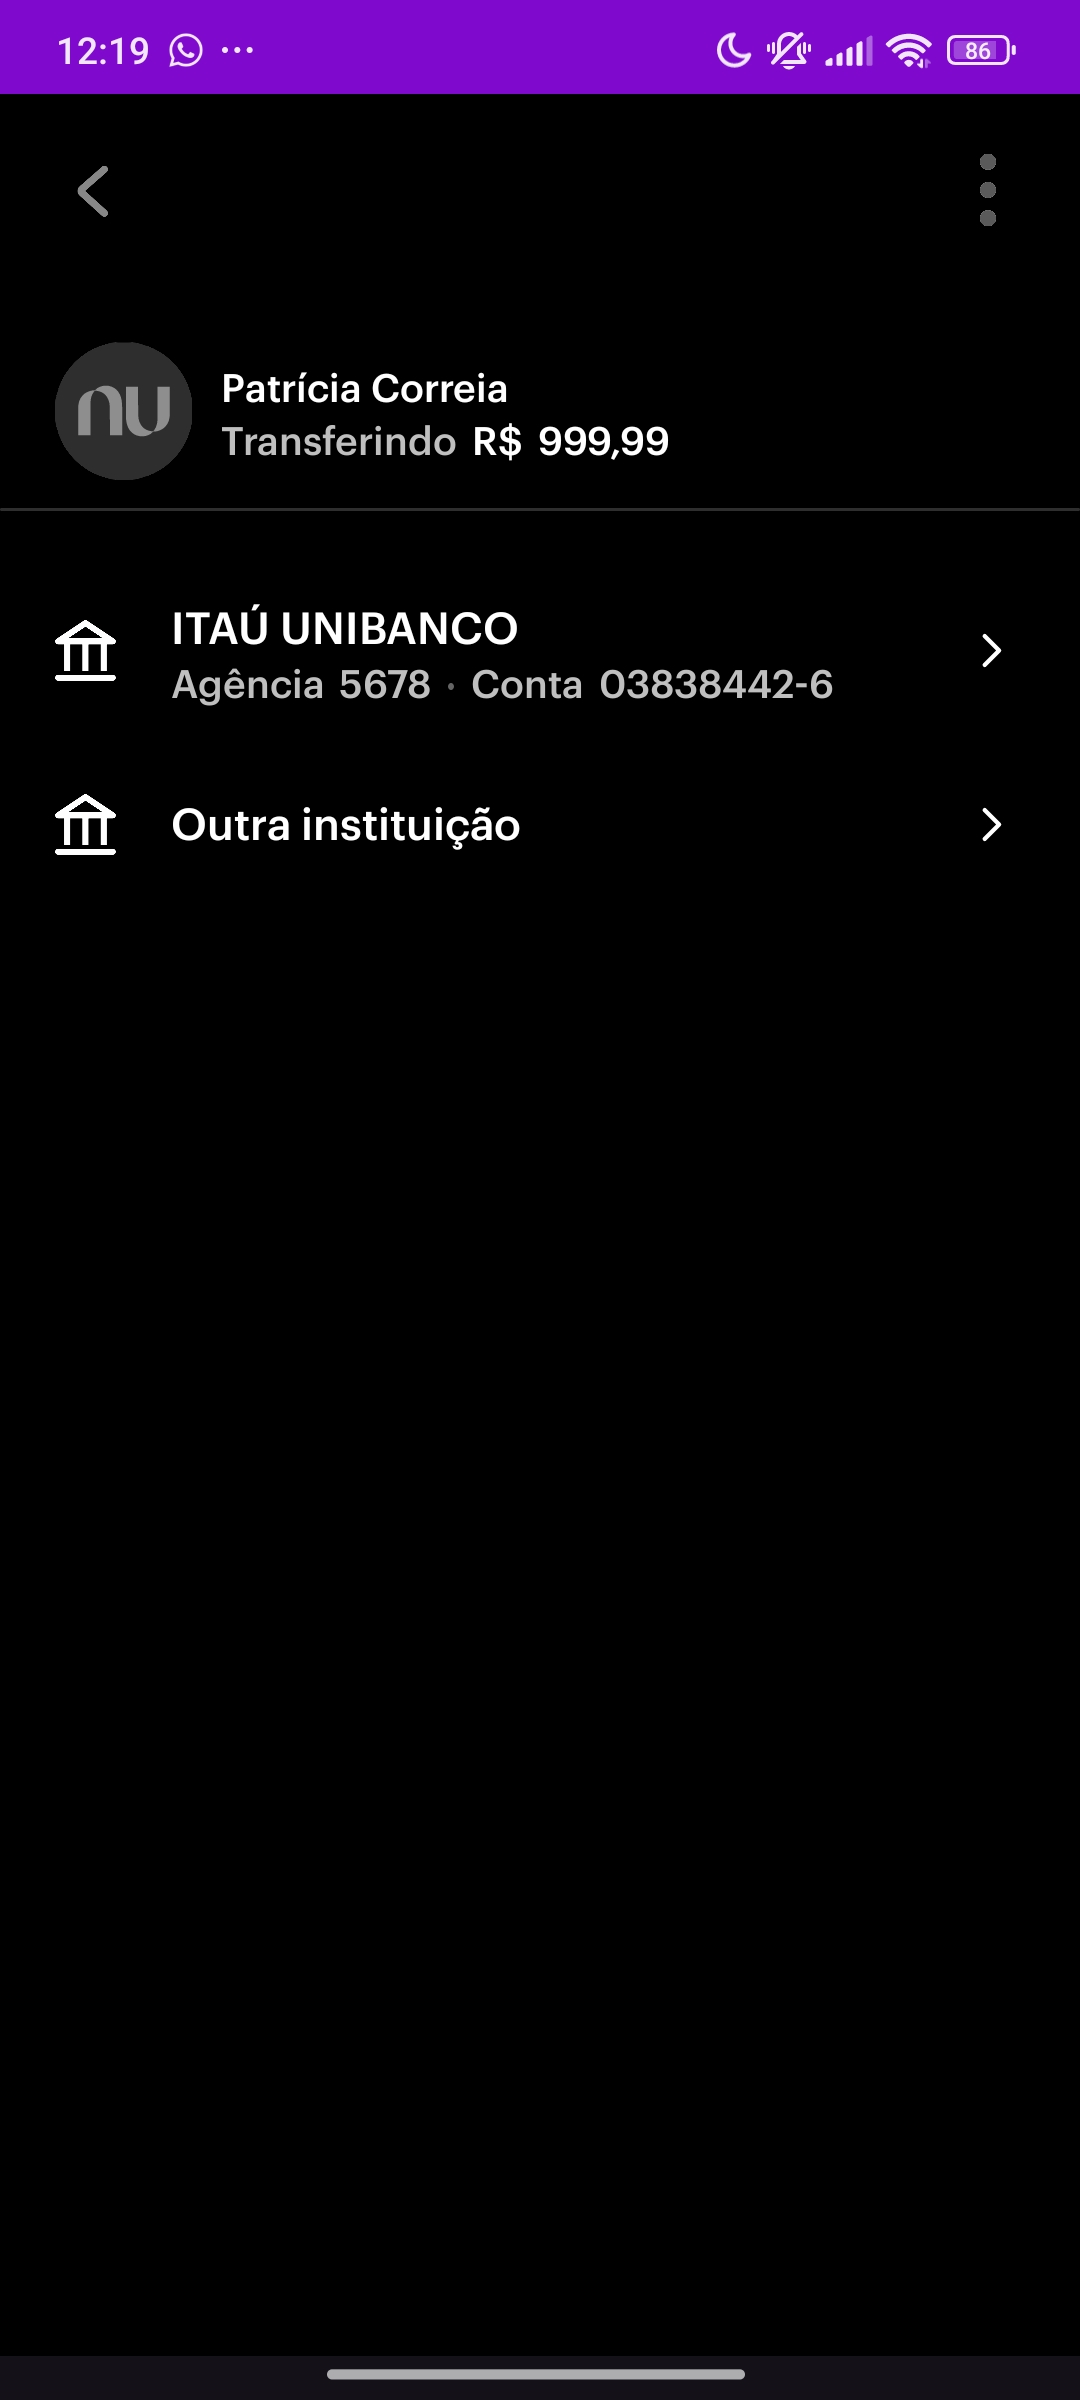 12:19
86
nu
Patrícia Correia
Transferindo R$ 999,99
ITAÚ UNIBANCO
Agência 5678 · Conta 03838442-6
Outra instituição